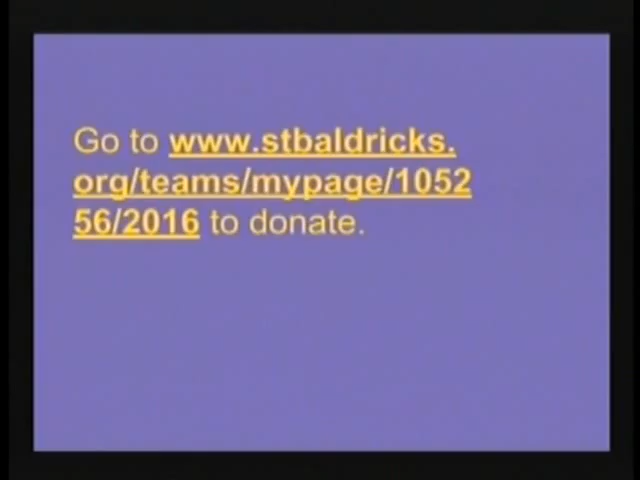 Go to www.stbaldricks.
org/teams/mypage/1052
56/2016 to donate.